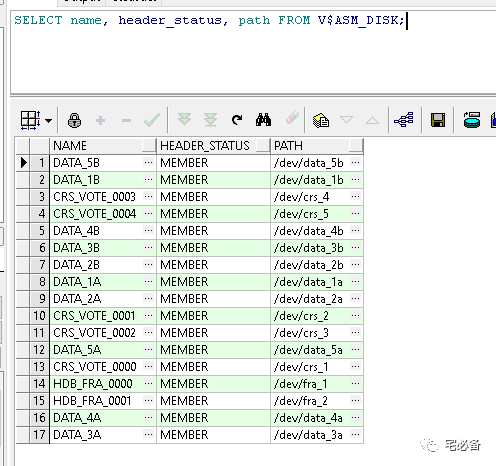 SELECT name, header_status, path FROM V$ASM_DISK;
NAME HEADER_STATUS PATH
1 DATA_5B ... MEMBER ... /dev/data_5b ...
2 DATA_1B ... MEMBER ... /dev/data_1b ...
3 CRS_VOTE_0003 ... MEMBER ... /dev/crs_4 ...
4 CRS_VOTE_0004 ... MEMBER ... /dev/crs_5 ...
5 DATA_4B ... MEMBER ... /dev/data_4b ...
6 DATA_3B ... MEMBER ... /dev/data_3b ...
7 DATA_2B ... MEMBER ... /dev/data_2b ...
8 DATA_1A ... MEMBER ... /dev/data_1a ...
9 DATA_2A ... MEMBER ... /dev/data_2a ...
10 CRS_VOTE_0001 ... MEMBER ... /dev/crs_2 ...
11 CRS_VOTE_0002 ... MEMBER ... /dev/crs_3 ...
12 DATA_5A ... MEMBER ... /dev/data_5a ...
13 CRS_VOTE_0000 ... MEMBER ... /dev/crs_1 ...
14 HDB_FRA_0000 ... MEMBER ... /dev/fra_1 ...
15 HDB_FRA_0001 ... MEMBER ... /dev/fra_2 ...
16 DATA_4A ... MEMBER ... /dev/data_4a ...
17 DATA_3A ... MEMBER ... /dev/data_3a ...
宅必备